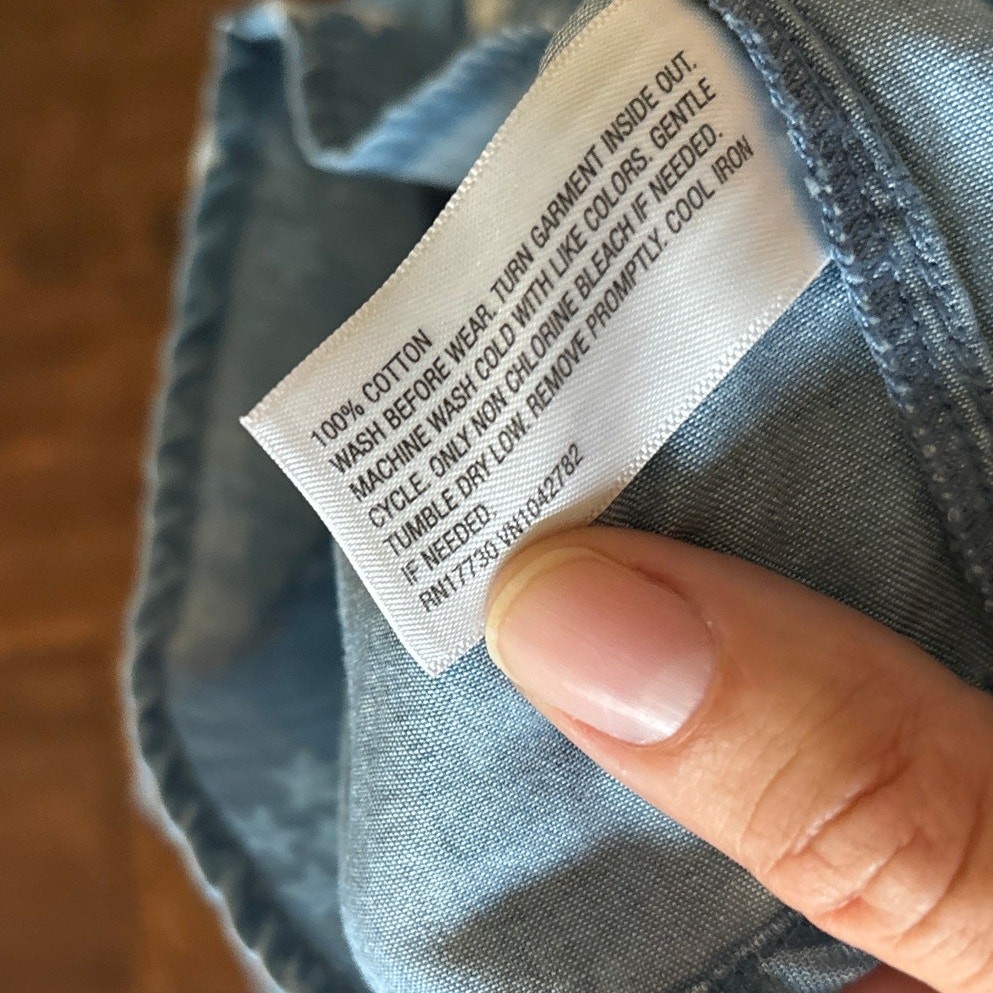 100% COTTON
WASH BEFORE WEAR. TURN GARMENT INSIDE OUT.
MACHINE WASH COLD WITH LIKE COLORS. GENTLE
CYCLE. ONLY NON CHLORINE BLEACH IF NEEDED.
TUMBLE DRY LOW. REMOVE PROMPTLY. COOL IRON
IF NEEDED.
RN17730 VN1042782